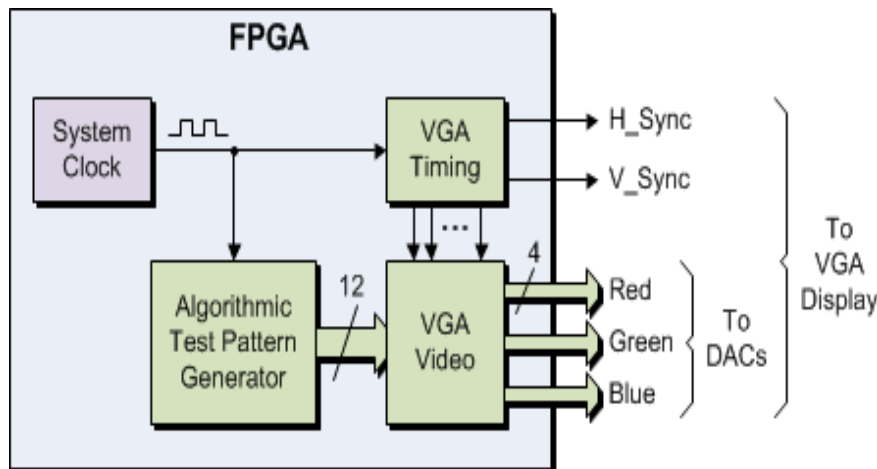 FPGA
System
Clock
VGA
Timing
H_Sync
V_Sync
...
Algorithmic
Test Pattern
Generator
12
VGA
Video
4
Red
Green
Blue
To
DACs
To
VGA
Display